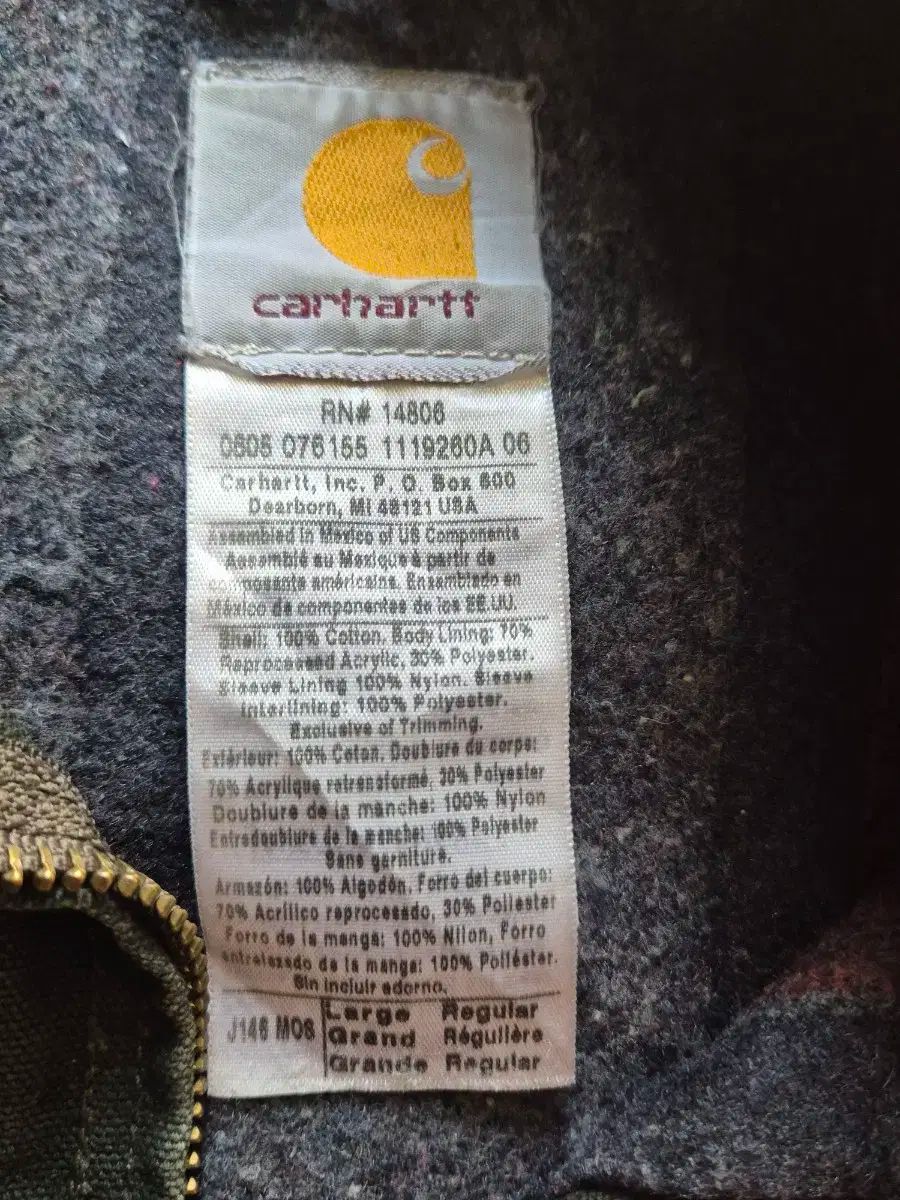 carhartt
RN# 14806
0605 076155 1119260A 06
Carhartt, Inc. P. O. Box 600
Dearborn, MI 48121 USA
Assembled in Mexico of US Components
Assemblé au Mexique à partir de
composants américains. Ensamblado en
México de componentes de los EE.UU.
Shell: 100% Cotton. Body Lining: 70%
Reprocessed Acrylic, 30% Polyester.
Sleeve Lining 100% Nylon. Sleeve
Interlining: 100% Polyester.
Exclusive of Trimming.
Extérieur: 100% Coton. Doublure du corps:
70% Acrylique retransformé, 30% Polyester
Doublure de la manche: 100% Nylon
Entredoublure de la manche: 100% Polyester
Sans garniture.
Armazón: 100% Algodón. Forro del cuerpo:
70% Acrílico reprocesado, 30% Poliester
Forro de la manga: 100% Nilon, Forro
entrelazado de la manga: 100% Poliéster.
Sin incluir adorno.
MOS
Large Regular
Grand Régulière
Grande Regular